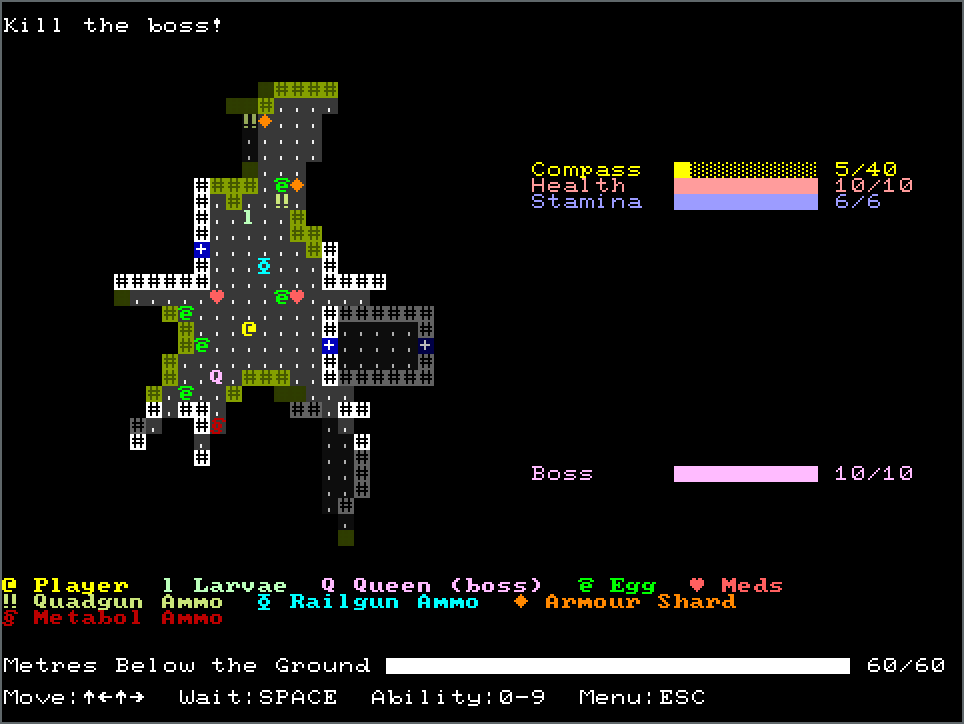 Kill the boss!
Compass 5/40
Health 10/10
Stamina 6/6
Boss 10/10
@ Player l Larvae Q Queen (boss) e Egg ♥ Meds
‼ Quadgun Ammo Railgun Ammo ♦ Armour Shard
§ Metabol Ammo
Metres Below the Ground 60/60
Move:↑←↑→ Wait:SPACE Ability:0-9 Menu:ESC